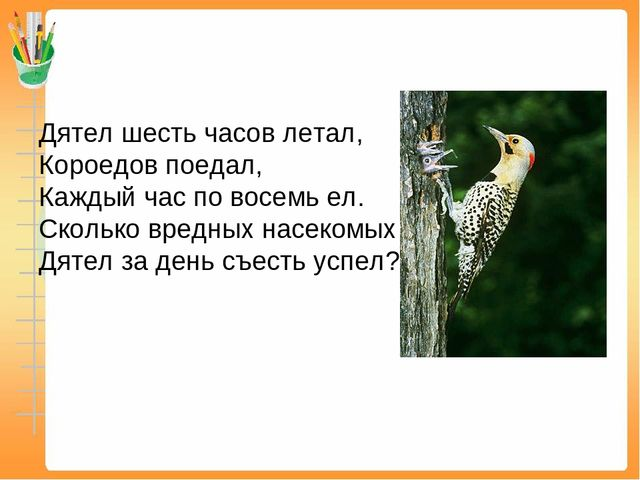 Дятел шесть часов летал,
Короедов поедал,
Каждый час по восемь ел.
Сколько вредных насекомых
Дятел за день съесть успел?